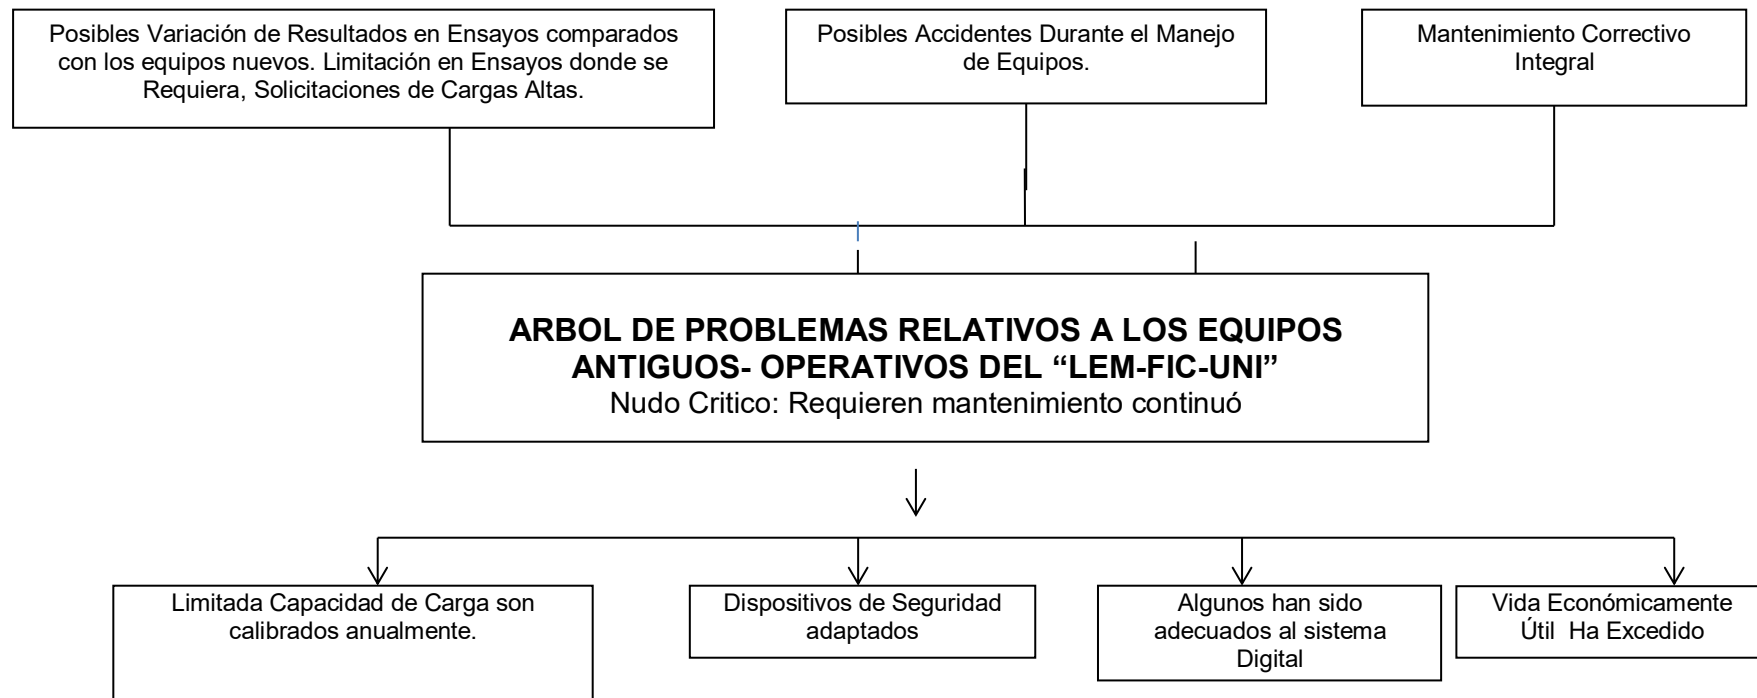 Posibles Variación de Resultados en Ensayos comparados
con los equipos nuevos. Limitación en Ensayos donde se
Requiera, Solicitaciones de Cargas Altas.
Posibles Accidentes Durante el Manejo
de Equipos.
Mantenimiento Correctivo
Integral
ARBOL DE PROBLEMAS RELATIVOS A LOS EQUIPOS
ANTIGUOS- OPERATIVOS DEL “LEM-FIC-UNI”
Nudo Critico: Requieren mantenimiento continuó
Limitada Capacidad de Carga son
calibrados anualmente.
Dispositivos de Seguridad
adaptados
Algunos han sido
adecuados al sistema
Digital
Vida Económicamente
Útil  Ha Excedido